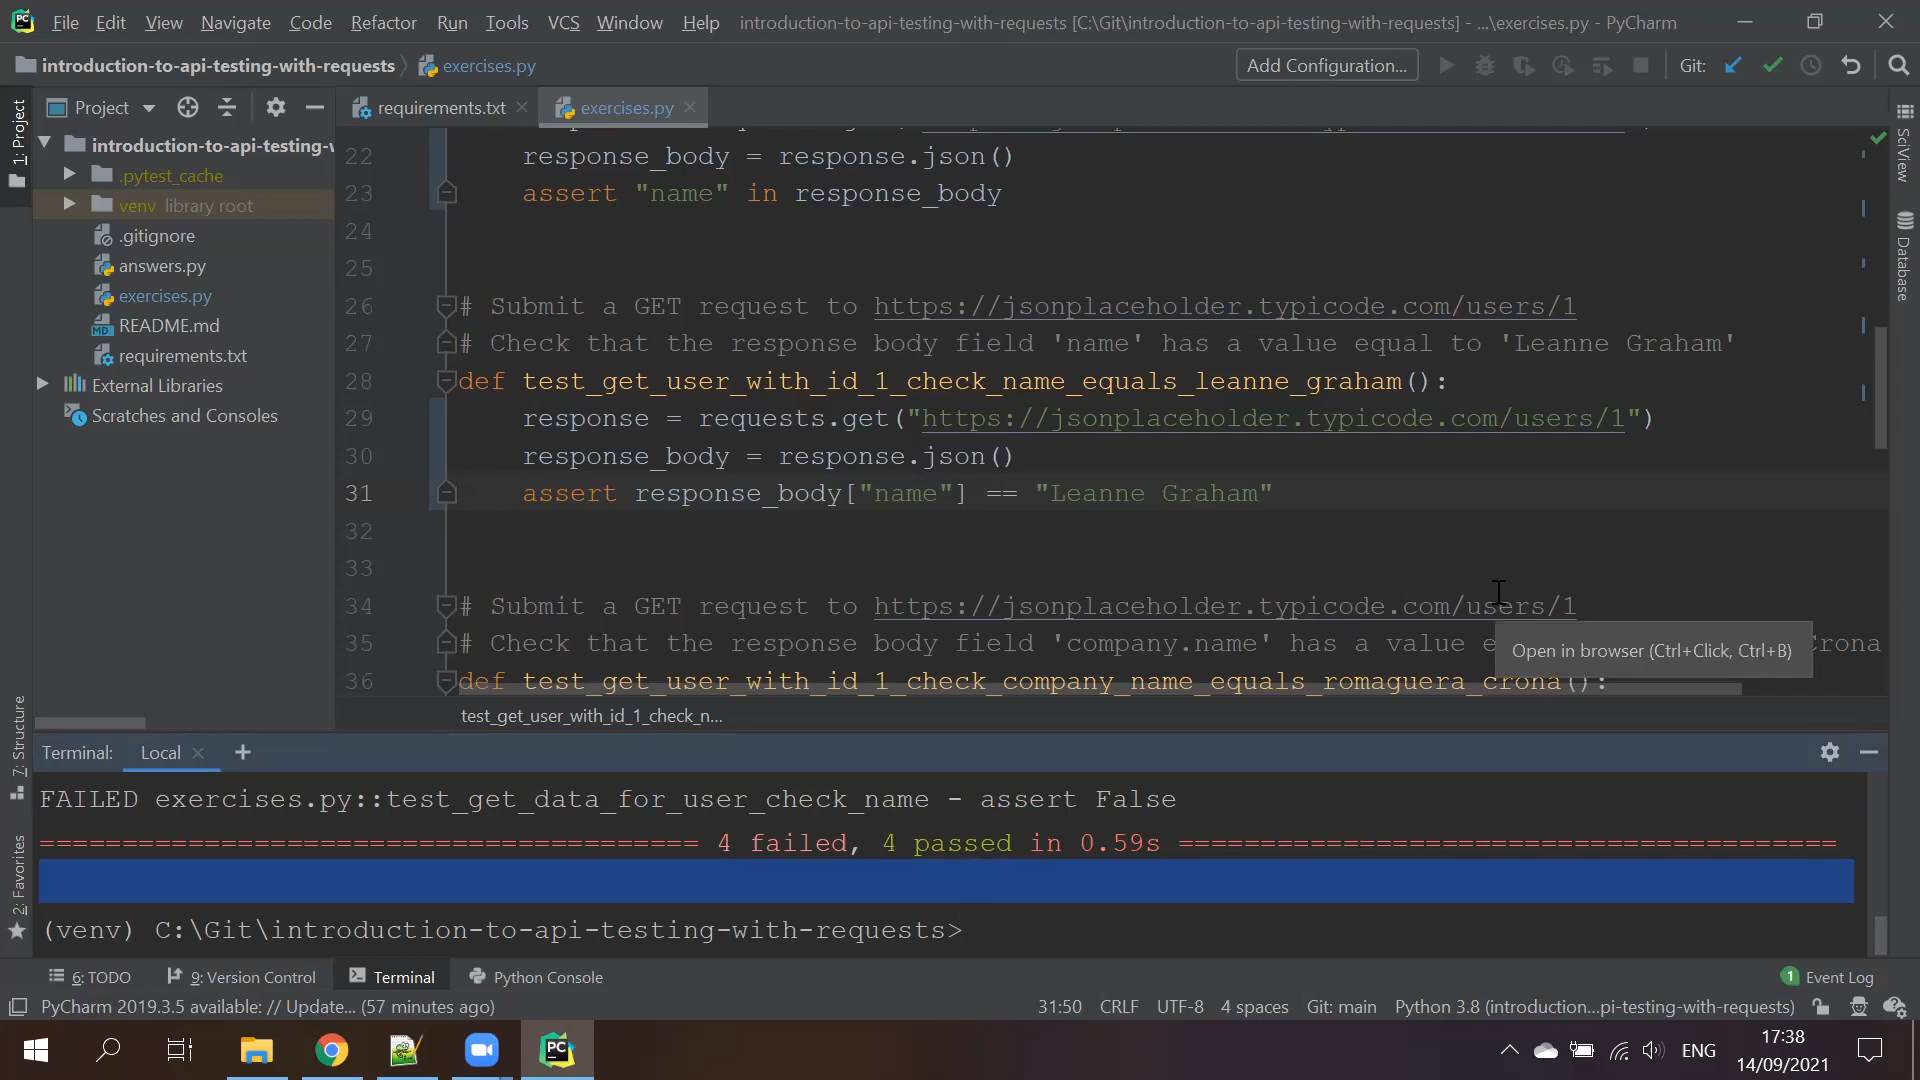 File Edit View Navigate Code Refactor Run Tools VCS Window Help introduction-to-api-testing-with-requests [C:\Git\introduction-to-api-testing-with-requests] - ...\exercises.py - PyCharm
introduction-to-api-testing-with-requests exercises.py Add Configuration... Git:
1: Project
Project requirements.txt exercises.py
introduction-to-api-testing-v
.pytest_cache
venv library root
.gitignore
answers.py
exercises.py
README.md
requirements.txt
External Libraries
Scratches and Consoles
22 response_body = response.json()
23 assert "name" in response_body
24
25
26 # Submit a GET request to https://jsonplaceholder.typicode.com/users/1
27 # Check that the response body field 'name' has a value equal to 'Leanne Graham'
28 def test_get_user_with_id_1_check_name_equals_leanne_graham():
29 response = requests.get("https://jsonplaceholder.typicode.com/users/1")
30 response_body = response.json()
31 assert response_body["name"] == "Leanne Graham"
32
33
34 # Submit a GET request to https://jsonplaceholder.typicode.com/users/1
35 # Check that the response body field 'company.name' has a value e Crona
Open in browser (Ctrl+Click, Ctrl+B)
36 def test_get_user_with_id_1_check_company_name_equals_romaguera_crona():
test_get_user_with_id_1_check_n...
SciView
Database
7: Structure
2: Favorites
Terminal: Local +
FAILED exercises.py::test_get_data_for_user_check_name - assert False
========================================= 4 failed, 4 passed in 0.59s =========================================
(venv) C:\Git\introduction-to-api-testing-with-requests>
6: TODO 9: Version Control Terminal Python Console 1 Event Log
PyCharm 2019.3.5 available: // Update... (57 minutes ago) 31:50 CRLF UTF-8 4 spaces Git: main Python 3.8 (introduction...pi-testing-with-requests)
PC ENG 17:38
14/09/2021